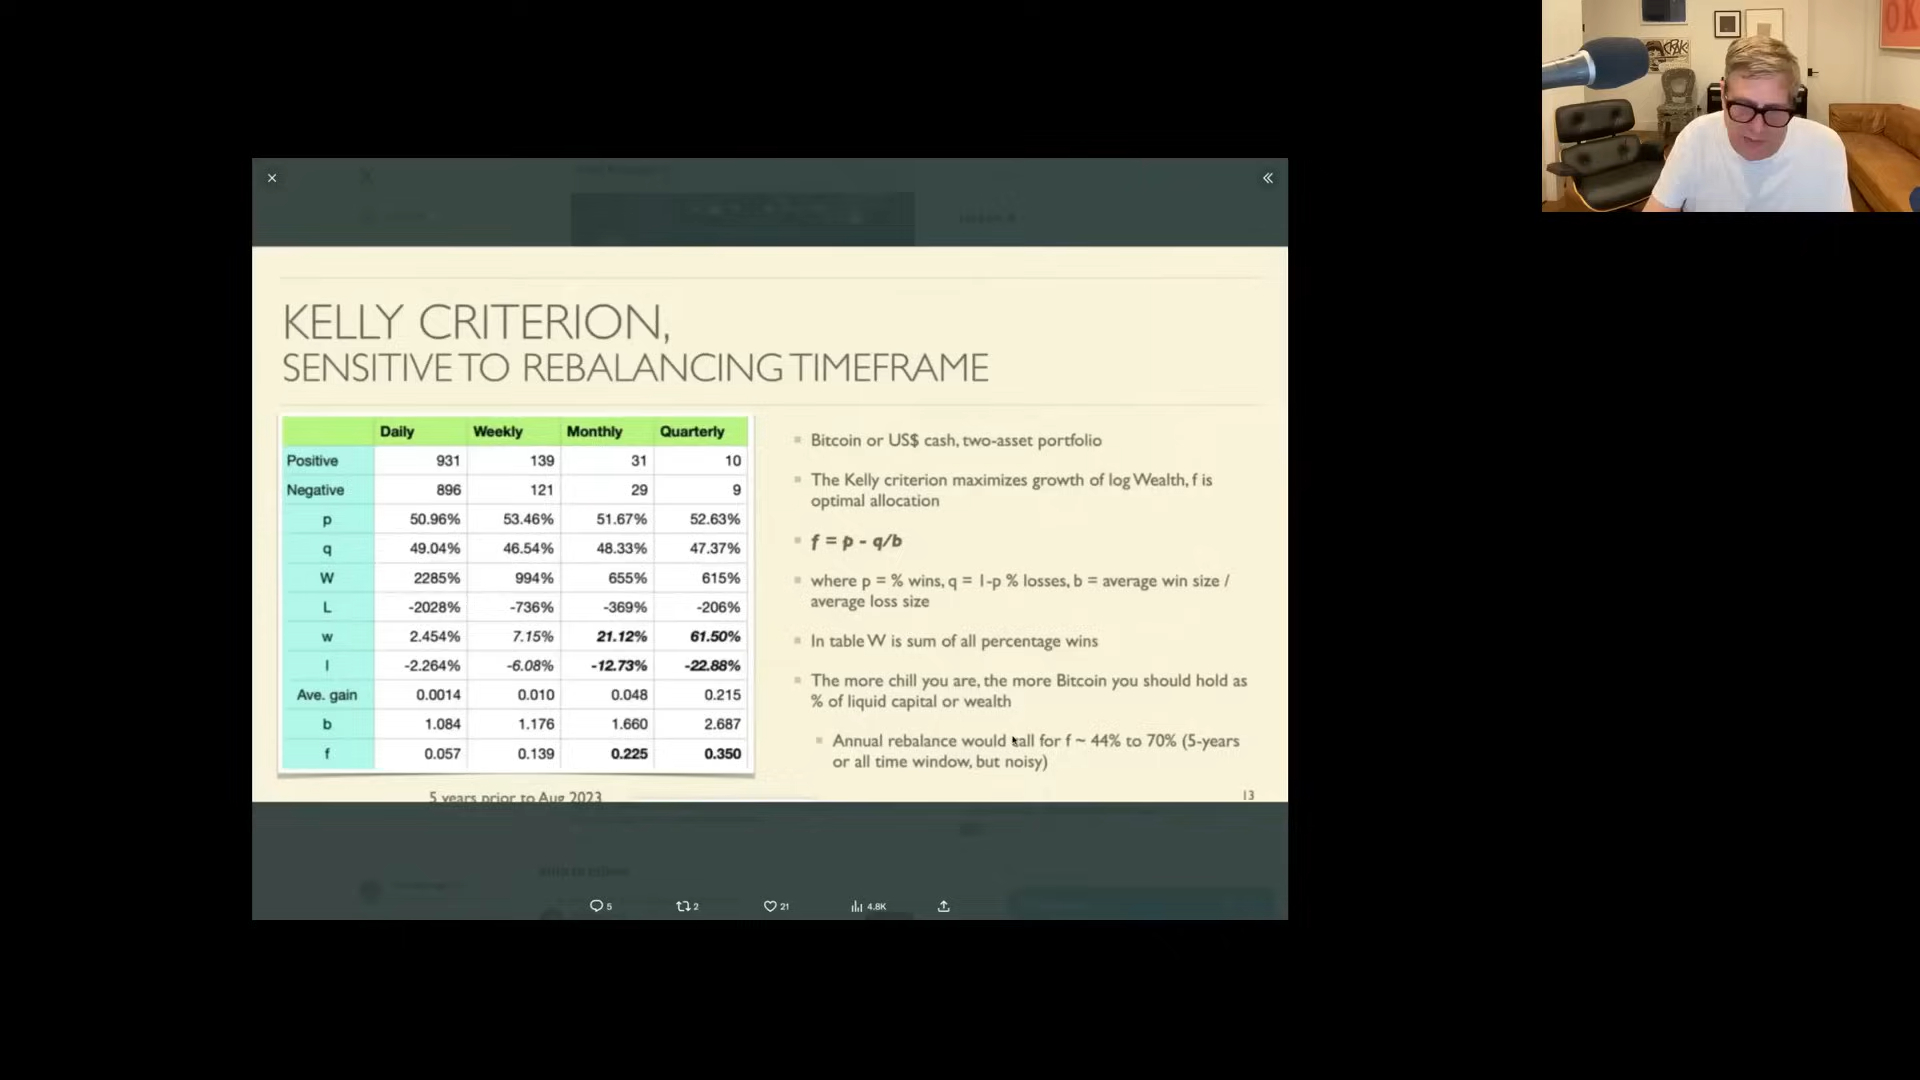 KELLY CRITERION,
SENSITIVE TO REBALANCING TIMEFRAME
Daily Weekly Monthly Quarterly
Positive 931 139 31 10
Negative 896 121 29 9
p 50.96% 53.46% 51.67% 52.63%
q 49.04% 46.54% 48.33% 47.37%
W 2285% 994% 655% 615%
L -2028% -736% -369% -206%
w 2.454% 7.15% 21.12% 61.50%
l -2.264% -6.08% -12.73% -22.88%
Ave. gain 0.0014 0.010 0.048 0.215
b 1.084 1.176 1.660 2.687
f 0.057 0.139 0.225 0.350
5 years prior to Aug 2023
Bitcoin or US$ cash, two-asset portfolio
The Kelly criterion maximizes growth of log Wealth, f is
optimal allocation
f = p - q/b
where p = % wins, q = 1-p % losses, b = average win size /
average loss size
In table W is sum of all percentage wins
The more chill you are, the more Bitcoin you should hold as
% of liquid capital or wealth
Annual rebalance would call for f ~ 44% to 70% (5-years
or all time window, but noisy)
13
5 2 21 4.8K
OK